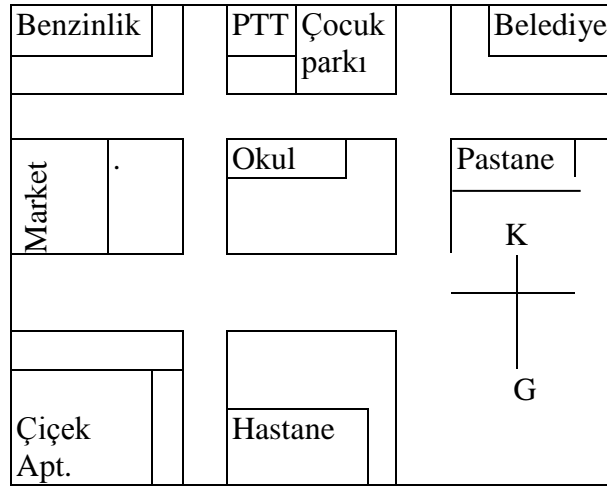 Benzinlik
PTT
Çocuk
parkı
Belediye
Market
.
Okul
Pastane
K
G
Çiçek
Apt.
Hastane